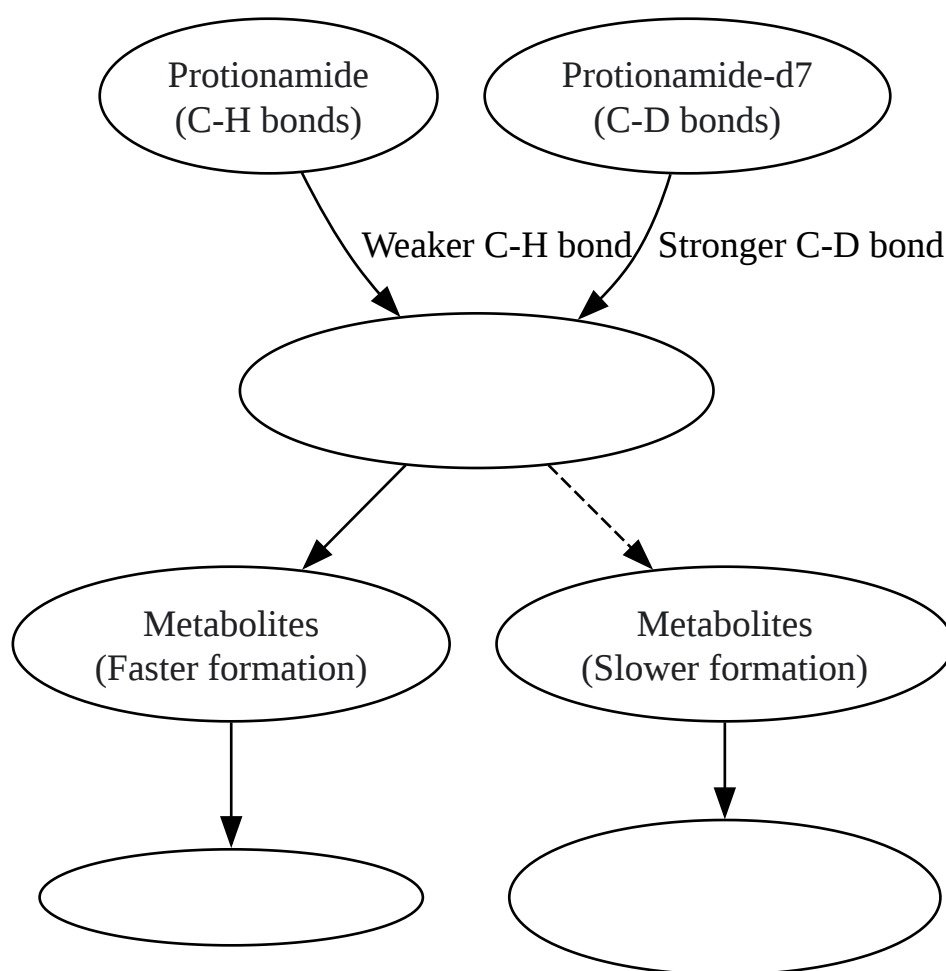 Protionamide
(C-H bonds)
Protionamide-d7
(C-D bonds)
Weaker C-H bond
Stronger C-D bond
Metabolites
(Faster formation)
Metabolites
(Slower formation)